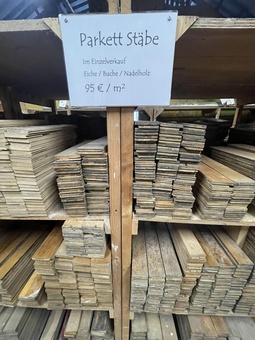 Parkett Stäbe
Im Einzelverkauf
Eiche / Buche / Nadelholz
95 € / m²